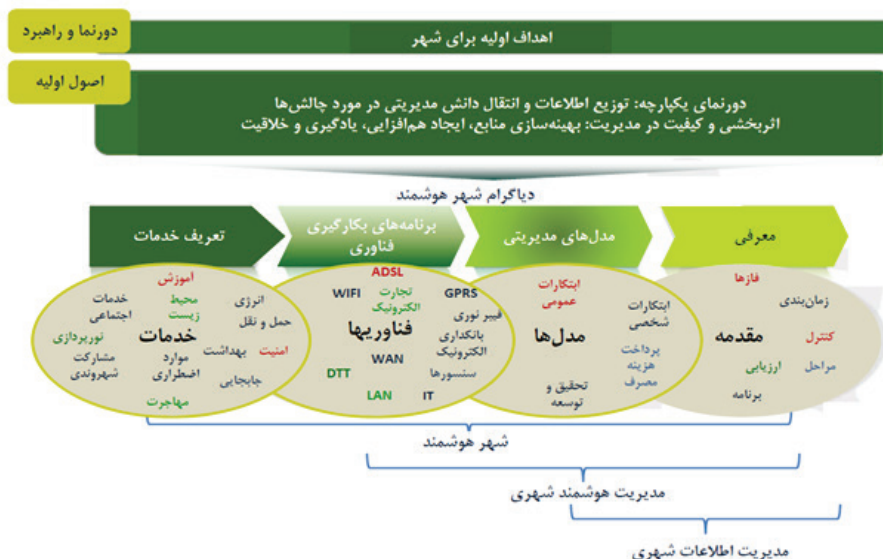 دورنما و راهبرد
اهداف اولیه برای شهر
اصول اولیه
دورنمای یکپارچه: توزیع اطلاعات و انتقال دانش مدیریتی در مورد چالش‌ها
اثربخشی و کیفیت در مدیریت: بهینه‌سازی منابع، ایجاد هم‌افزایی، یادگیری و خلاقیت
دیاگرام شهر هوشمند
معرفی
مدل‌های مدیریتی
برنامه‌های بکارگیری
فناوری
تعریف خدمات
فازها
زمان‌بندی
مقدمه
کنترل
ارزیابی
مراحل
برنامه
ابتکارات
عمومی
ابتکارات
شخصی
مدل‌ها
پرداخت
هزینه
مصرف
تحقیق و
توسعه
ADSL
WIFI
تجارت
الکترونیک
GPRS
فیبر نوری
فناوریها
بانکداری
الکترونیک
WAN
DTT
سنسورها
LAN
IT
آموزش
خدمات
اجتماعی
محیط
زیست
انرژی
حمل و نقل
نورپردازی
خدمات
مشارکت
شهروندی
موارد
اضطراری
بهداشت
امنیت
جابجایی
مهاجرت
شهر هوشمند
مدیریت هوشمند شهری
مدیریت اطلاعات شهری